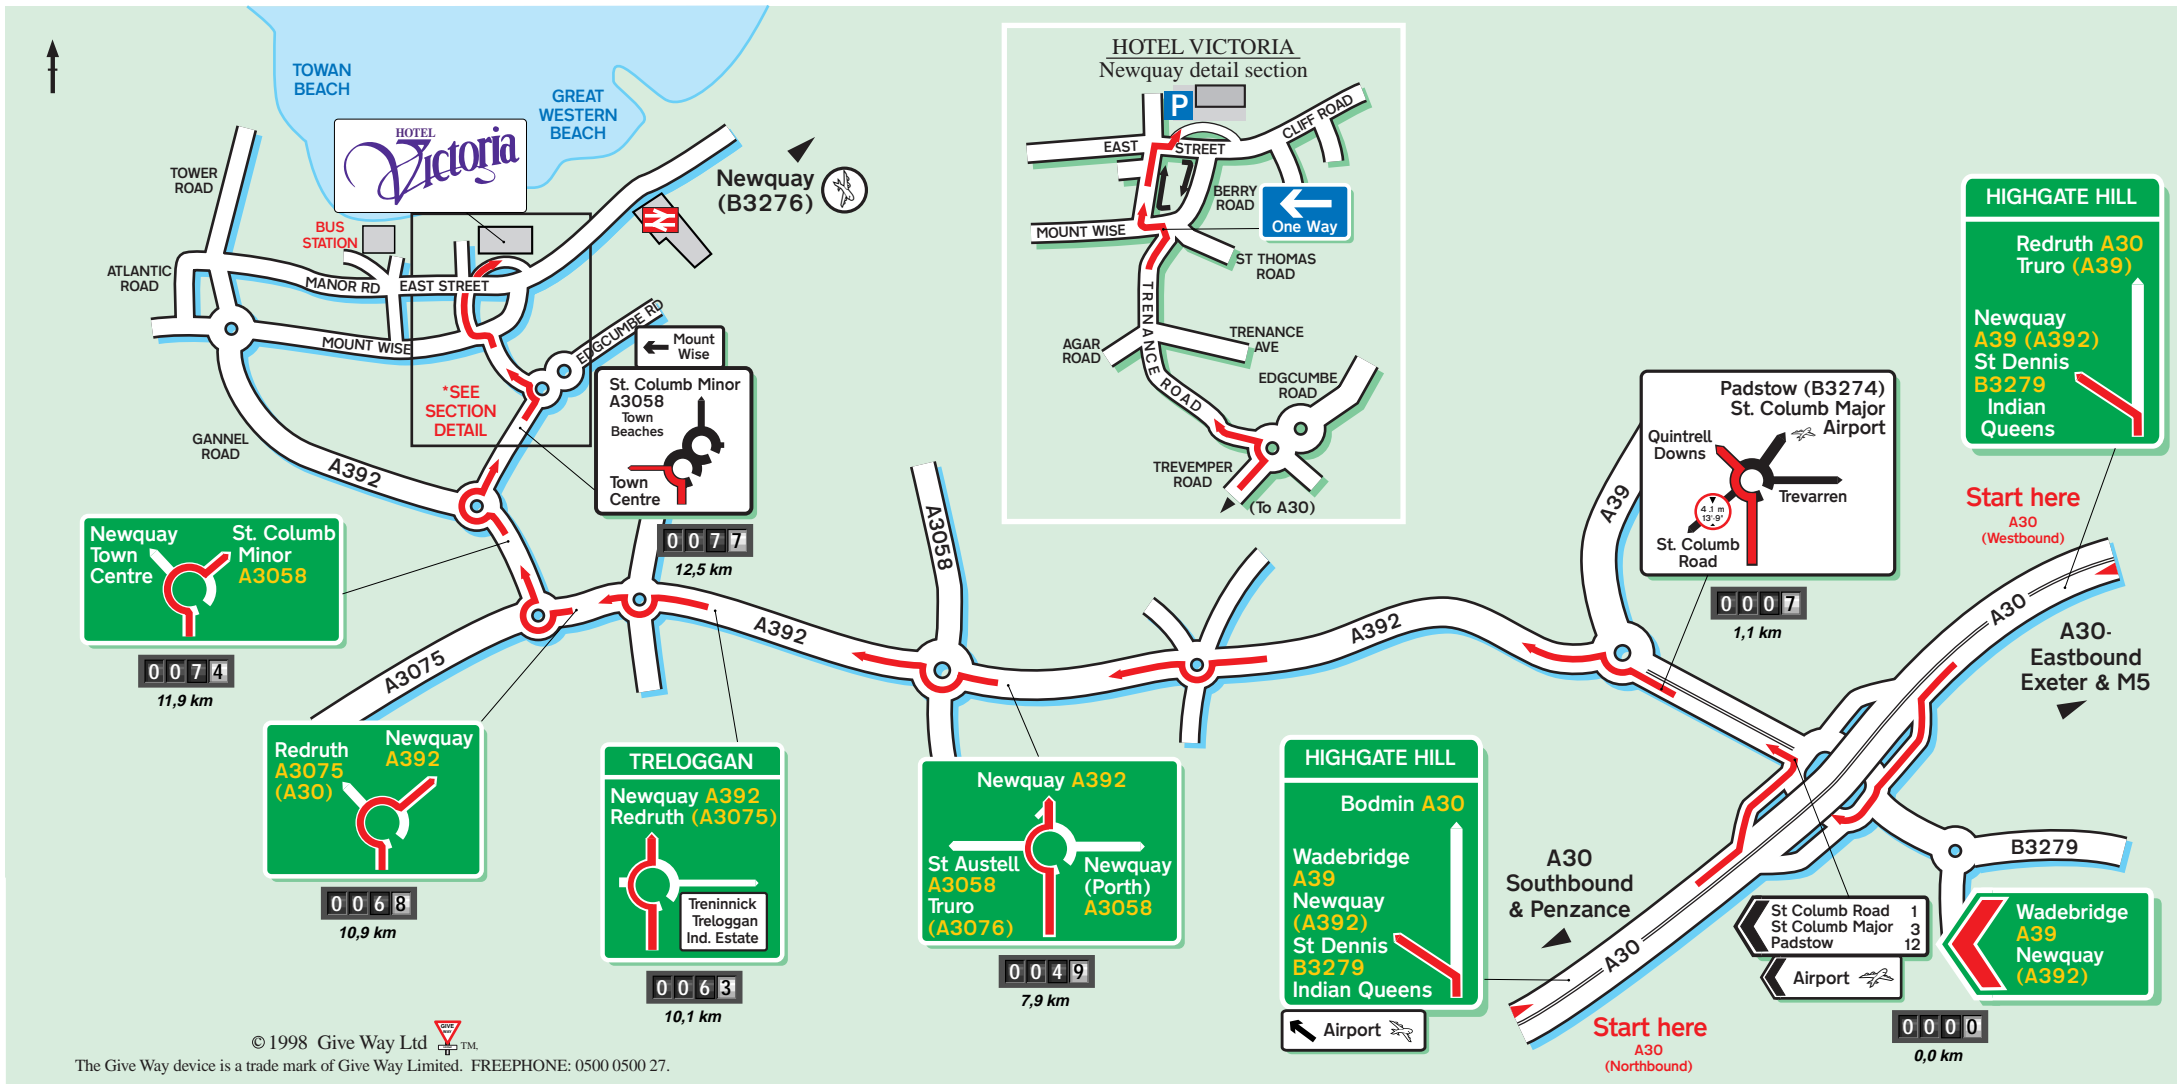 TOWAN
BEACH
GREAT
WESTERN
BEACH
HOTEL
Victoria
TOWER
ROAD
BUS
STATION
ATLANTIC
ROAD
MANOR RD
EAST STREET
MOUNT WISE
EDGCUMBE RD
Newquay
(B3276)
*SEE
SECTION
DETAIL
GANNEL
ROAD
A392
Mount
Wise
St. Columb Minor
A3058
Town
Beaches
Town
Centre
0077
12,5 km
Newquay
Town
Centre
St. Columb
Minor
A3058
0074
11,9 km
A3075
Redruth
A3075
(A30)
Newquay
A392
0068
10,9 km
TRELOGGAN
Newquay A392
Redruth (A3075)
Treninnick
Treloggan
Ind. Estate
0063
10,1 km
A392
A3058
Newquay A392
St Austell
A3058
Truro
(A3076)
Newquay
(Porth)
A3058
0049
7,9 km
HOTEL VICTORIA
Newquay detail section
P
EAST
STREET
CLIFF ROAD
BERRY
ROAD
One Way
MOUNT WISE
ST THOMAS
ROAD
TRENANCE ROAD
AGAR
ROAD
TRENANCE
AVE
EDGCUMBE
ROAD
TREVEMPER
ROAD
(To A30)
A392
A39
Padstow (B3274)
St. Columb Major
Airport
Quintrell
Downs
Trevarren
4.1 m
13'-9"
St. Columb
Road
0007
1,1 km
HIGHGATE HILL
Redruth A30
Truro (A39)
Newquay
A39 (A392)
St Dennis
B3279
Indian
Queens
Start here
A30
(Westbound)
A30
A30-
Eastbound
Exeter & M5
HIGHGATE HILL
Bodmin A30
Wadebridge
A39
Newquay
(A392)
St Dennis
B3279
Indian Queens
Airport
A30
Southbound
& Penzance
A30
Start here
A30
(Northbound)
B3279
St Columb Road 1
St Columb Major 3
Padstow 12
Airport
Wadebridge
A39
Newquay
(A392)
0000
0,0 km
© 1998 Give Way Ltd GIVE WAY TM.
The Give Way device is a trade mark of Give Way Limited. FREEPHONE: 0500 0500 27.